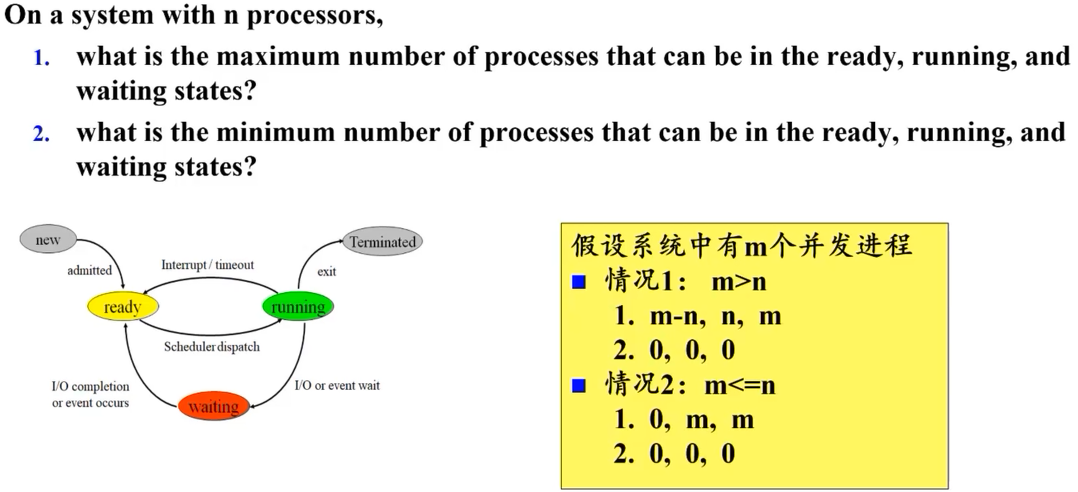 On a system with n processors,
1. what is the maximum number of processes that can be in the ready, running, and
waiting states?
2. what is the minimum number of processes that can be in the ready, running, and
waiting states?
new
Terminated
admitted
Interrupt / timeout
exit
ready
running
Scheduler dispatch
I/O completion
or event occurs
I/O or event wait
waiting
假设系统中有m个并发进程
情况1: m>n
1. m-n, n, m
2. 0, 0, 0
情况2: m<=n
1. 0, m, m
2. 0, 0, 0